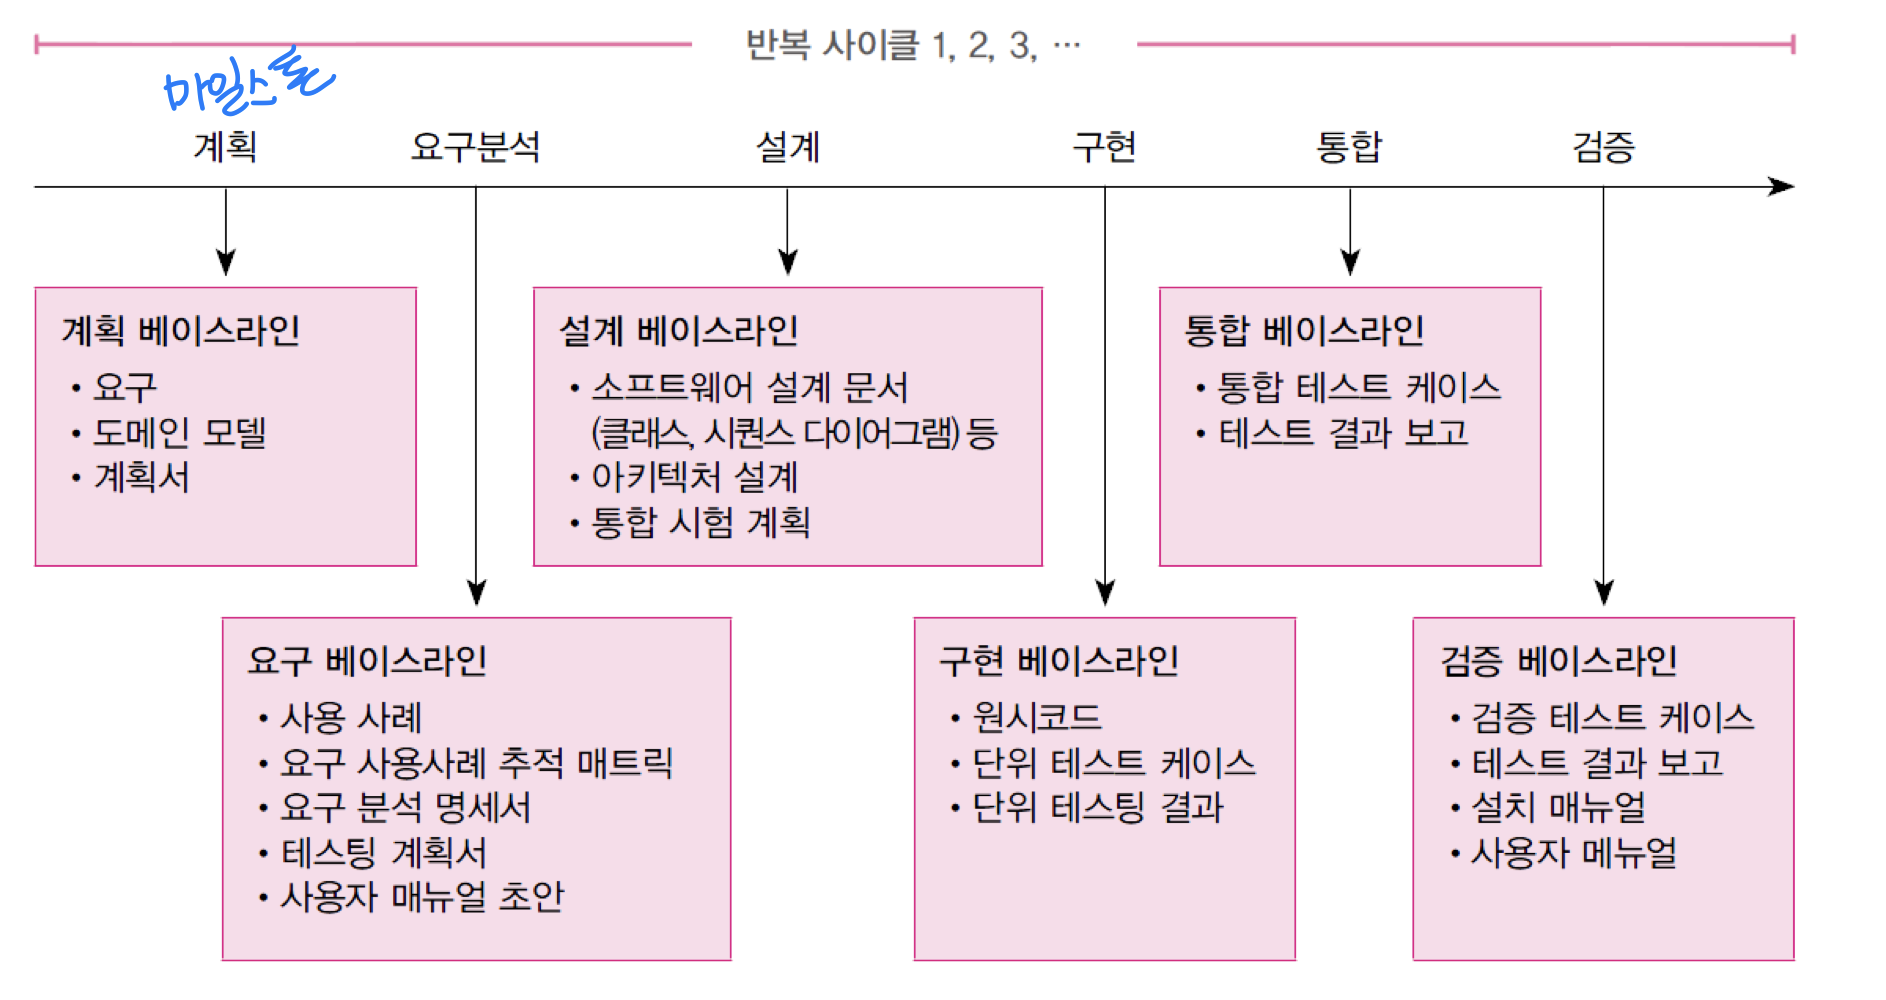 반복 사이클 1, 2, 3, …
마일스톤
계획 요구분석 설계 구현 통합 검증
계획 베이스라인
• 요구
• 도메인 모델
• 계획서
설계 베이스라인
• 소프트웨어 설계 문서
(클래스, 시퀀스 다이어그램) 등
• 아키텍처 설계
• 통합 시험 계획
통합 베이스라인
• 통합 테스트 케이스
• 테스트 결과 보고
요구 베이스라인
• 사용 사례
• 요구 사용사례 추적 매트릭
• 요구 분석 명세서
• 테스팅 계획서
• 사용자 매뉴얼 초안
구현 베이스라인
• 원시코드
• 단위 테스트 케이스
• 단위 테스팅 결과
검증 베이스라인
• 검증 테스트 케이스
• 테스트 결과 보고
• 설치 매뉴얼
• 사용자 메뉴얼